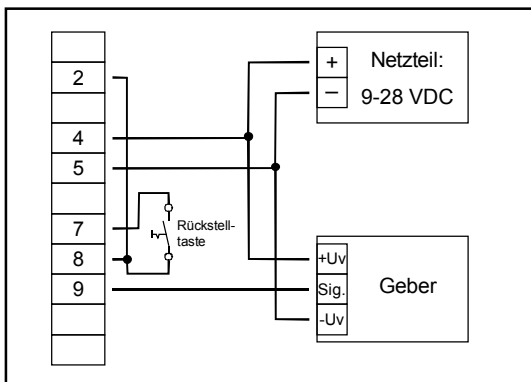 2
4
5
7
8
9
Rückstell-
taste
+
–
Netzteil:
9-28 VDC
+Uv
Sig.
-Uv
Geber